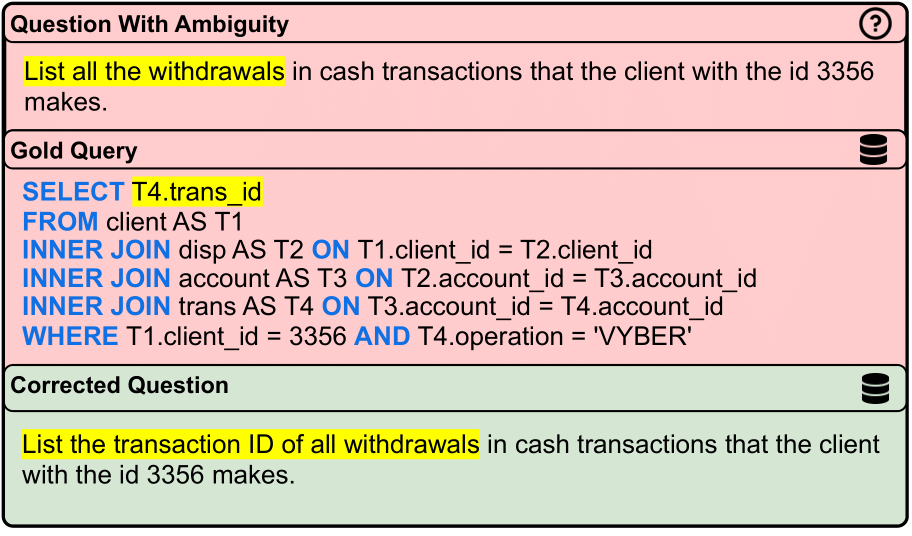 Question With Ambiguity
?
List all the withdrawals in cash transactions that the client with the id 3356
makes.
Gold Query
SELECT T4.trans_id
FROM client AS T1
INNER JOIN disp AS T2 ON T1.client_id = T2.client_id
INNER JOIN account AS T3 ON T2.account_id = T3.account_id
INNER JOIN trans AS T4 ON T3.account_id = T4.account_id
WHERE T1.client_id = 3356 AND T4.operation = 'VYBER'
Corrected Question
List the transaction ID of all withdrawals in cash transactions that the client
with the id 3356 makes.